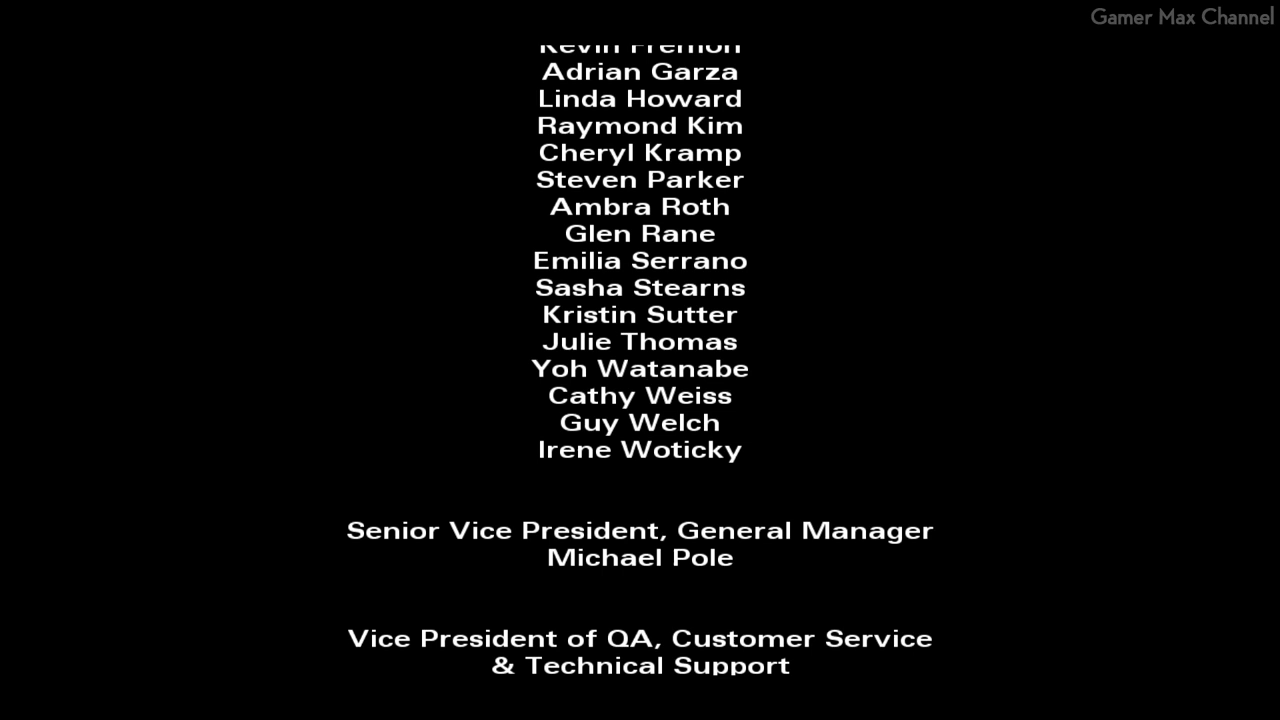 Gamer Max Channel
Kevin Fremon
Adrian Garza
Linda Howard
Raymond Kim
Cheryl Kramp
Steven Parker
Ambra Roth
Glen Rane
Emilia Serrano
Sasha Stearns
Kristin Sutter
Julie Thomas
Yoh Watanabe
Cathy Weiss
Guy Welch
Irene Woticky
Senior Vice President, General Manager
Michael Pole
Vice President of QA, Customer Service
& Technical Support